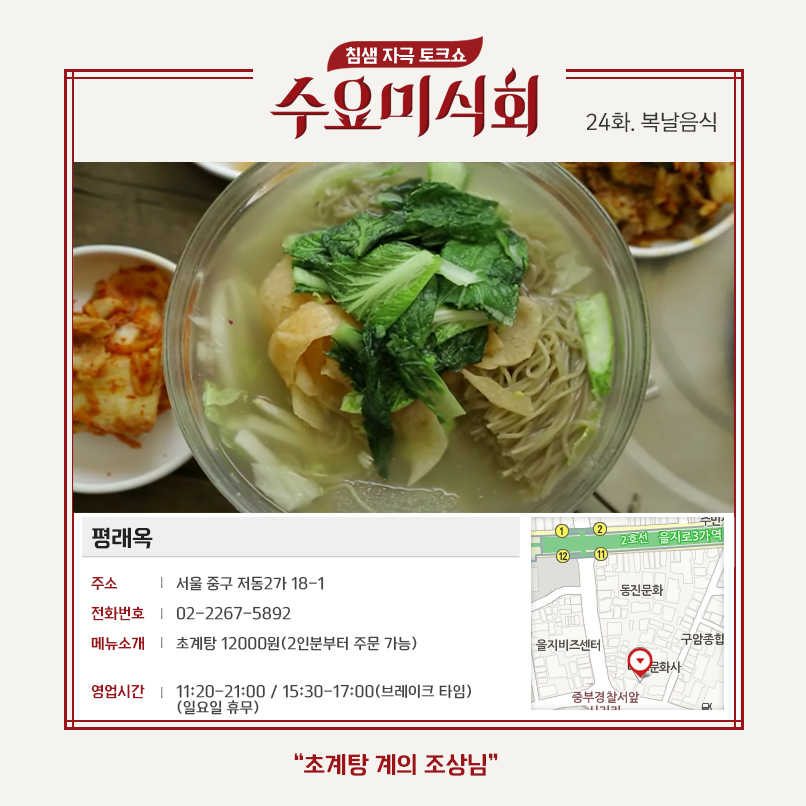 침샘 자극 토크쇼
수요미식회
24화. 복날음식
평래옥
주소 | 서울 중구 저동2가 18-1
전화번호 | 02-2267-5892
메뉴소개 | 초계탕 12000원(2인분부터 주문 가능)
영업시간 | 11:20-21:00 / 15:30-17:00(브레이크 타임)
(일요일 휴무)
1 2
2호선 을지로3가역
12 11
동진문화
을지비즈센터
구암종합
문화사
중부경찰서앞
“초계탕 계의 조상님”